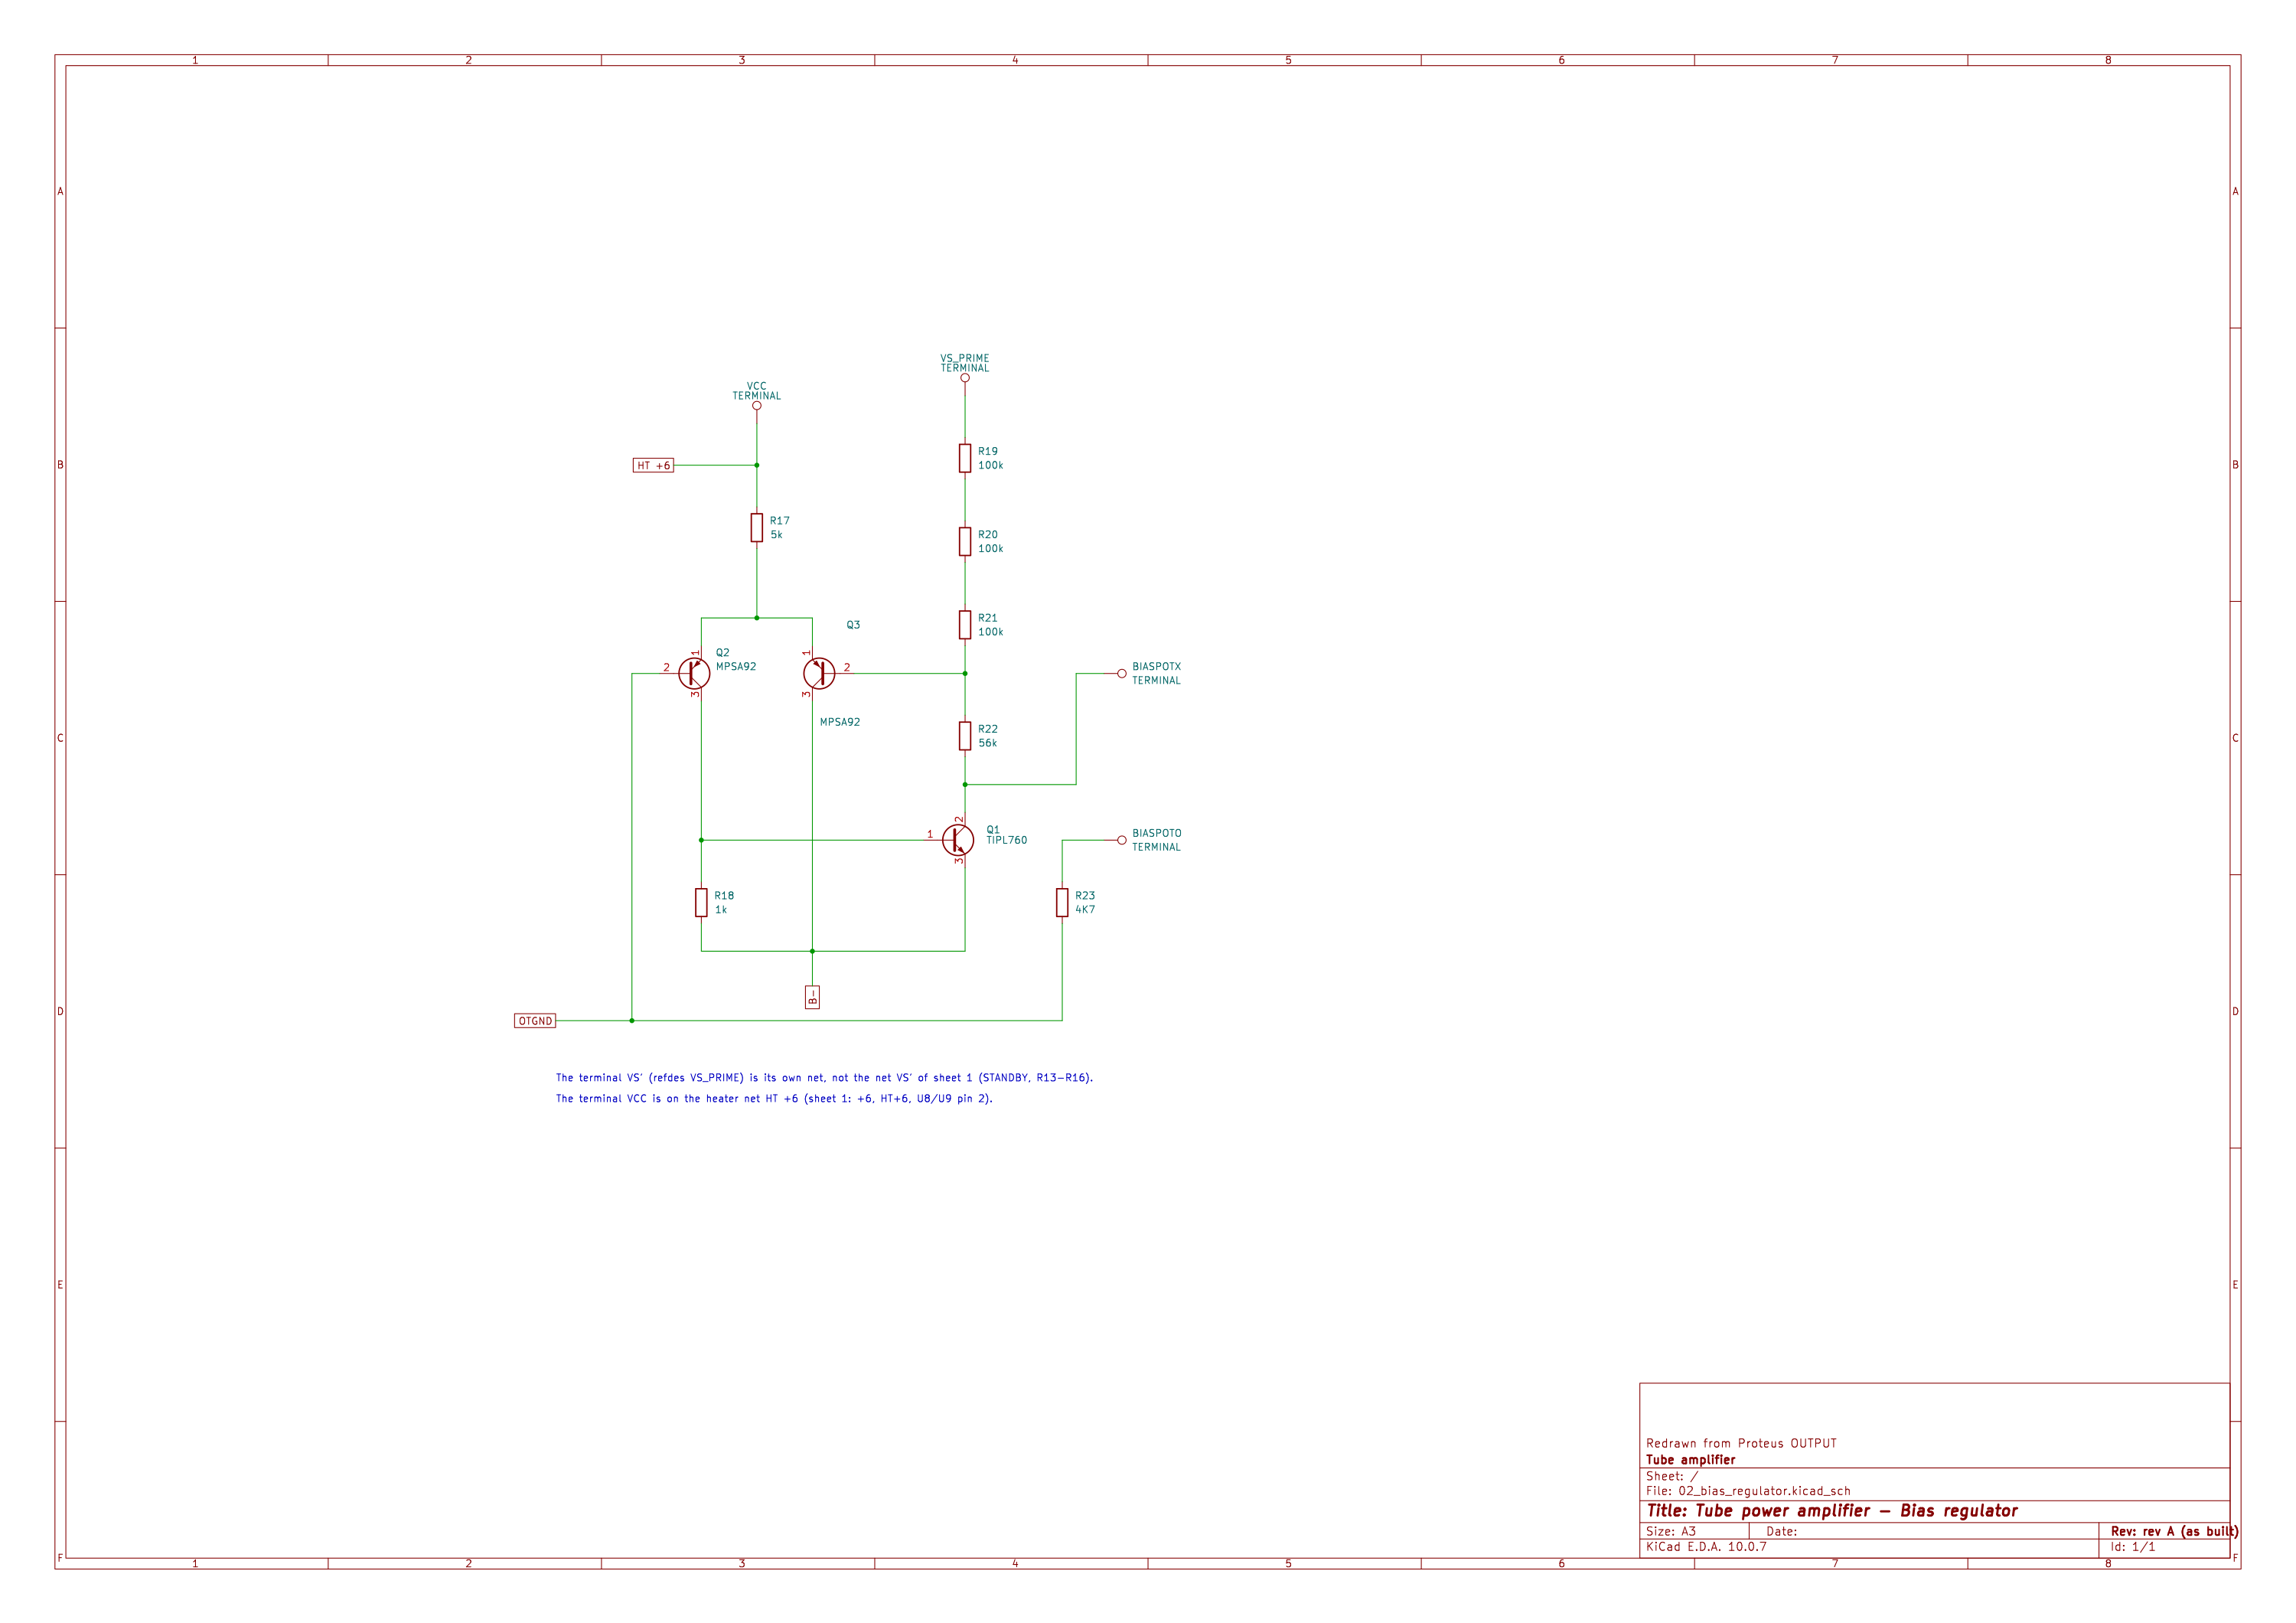 1 2 3 4 5 6 7 8
A A
B B
C C
D D
E E
F F
VS_PRIME
TERMINAL
VCC
TERMINAL
HT +6
R19
100k
R17
5k
R20
100k
R21
100k
Q3
1
2
3
MPSA92
Q2
MPSA92
1
2
3
BIASPOTX
TERMINAL
R22
56k
Q1
TIPL760
1
2
3
BIASPOTO
TERMINAL
R18
1k
R23
4K7
B-
OTGND
The terminal VS' (refdes VS_PRIME) is its own net, not the net VS' of sheet 1 (STANDBY, R13-R16).
The terminal VCC is on the heater net HT +6 (sheet 1: +6, HT+6, U8/U9 pin 2).
Redrawn from Proteus OUTPUT
Tube amplifier
Sheet: /
File: 02_bias_regulator.kicad_sch
Title: Tube power amplifier - Bias regulator
Size: A3 Date: Rev: rev A (as built)
KiCad E.D.A. 10.0.7 Id: 1/1
1 2 3 4 5 6 7 8